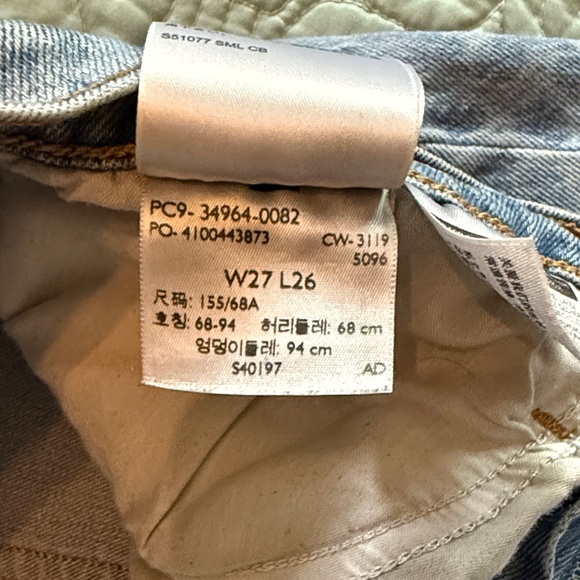 S51077 SML CB
PC9- 34964-0082
PO- 4100443873 CW- 3119
5096
W27 L26
尺码: 155/68A
호칭: 68-94 허리둘레: 68 cm
엉덩이둘레: 94 cm
S40197 AD